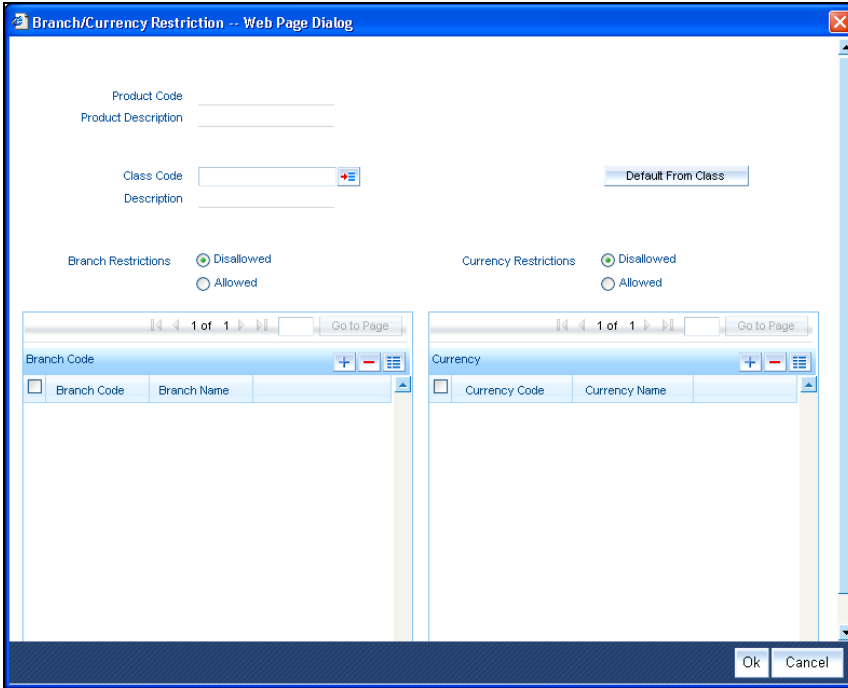 Branch/Currency Restriction -- Web Page Dialog
Product Code
Product Description
Class Code
Default From Class
Description
Branch Restrictions
Disallowed
Allowed
Currency Restrictions
Disallowed
Allowed
1 of 1
Go to Page
Branch Code
Branch Code
Branch Name
1 of 1
Go to Page
Currency
Currency Code
Currency Name
Ok
Cancel